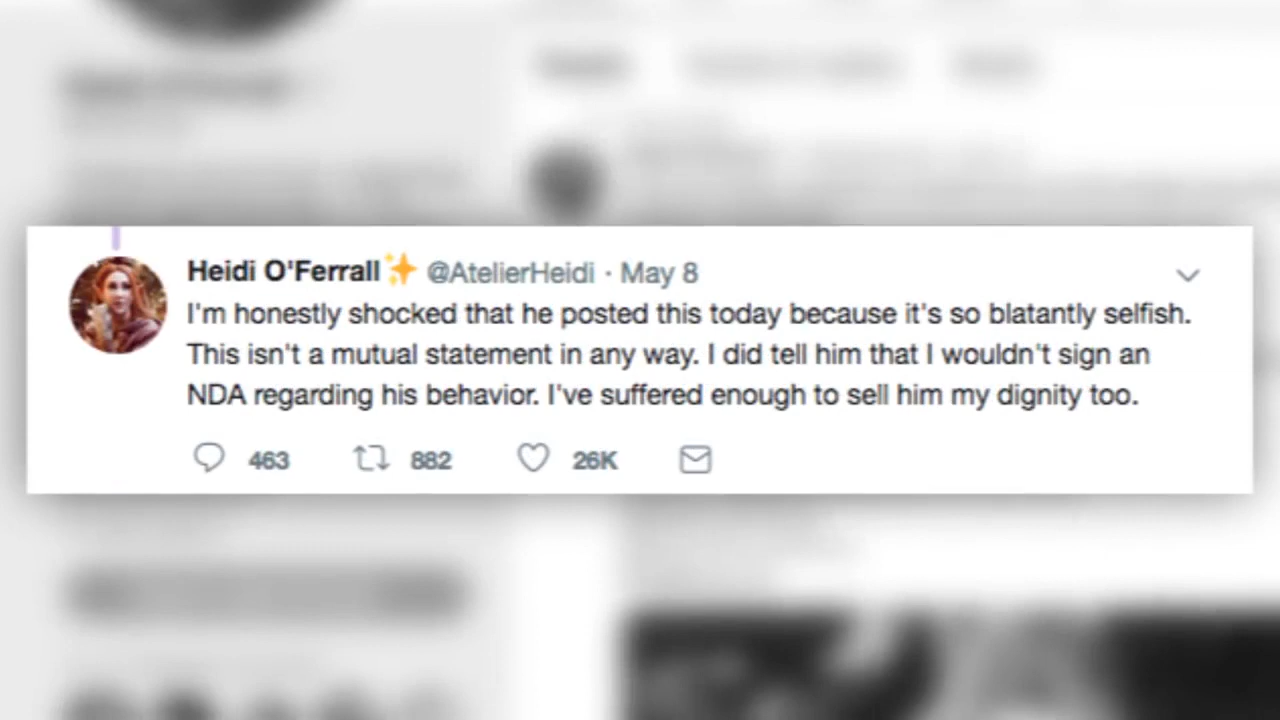 Heidi O'Ferrall✨ @AtelierHeidi · May 8
I'm honestly shocked that he posted this today because it's so blatantly selfish.
This isn't a mutual statement in any way. I did tell him that I wouldn't sign an
NDA regarding his behavior. I've suffered enough to sell him my dignity too.
463 882 26K